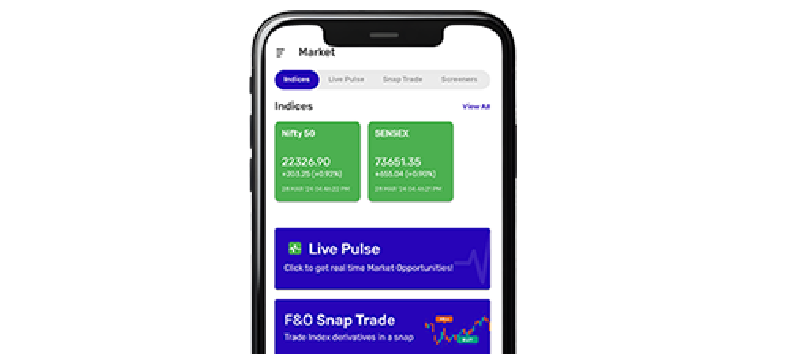 Market
Indices Live Pulse Snap Trade Screeners
Indices View All
Nifty 50 SENSEX
22326.90 73651.35
+203.25 (+0.92%) +655.04 (+0.90%)
Live Pulse
Click to get real time Market Opportunities!
F&O Snap Trade
Trade Index derivatives in a snap